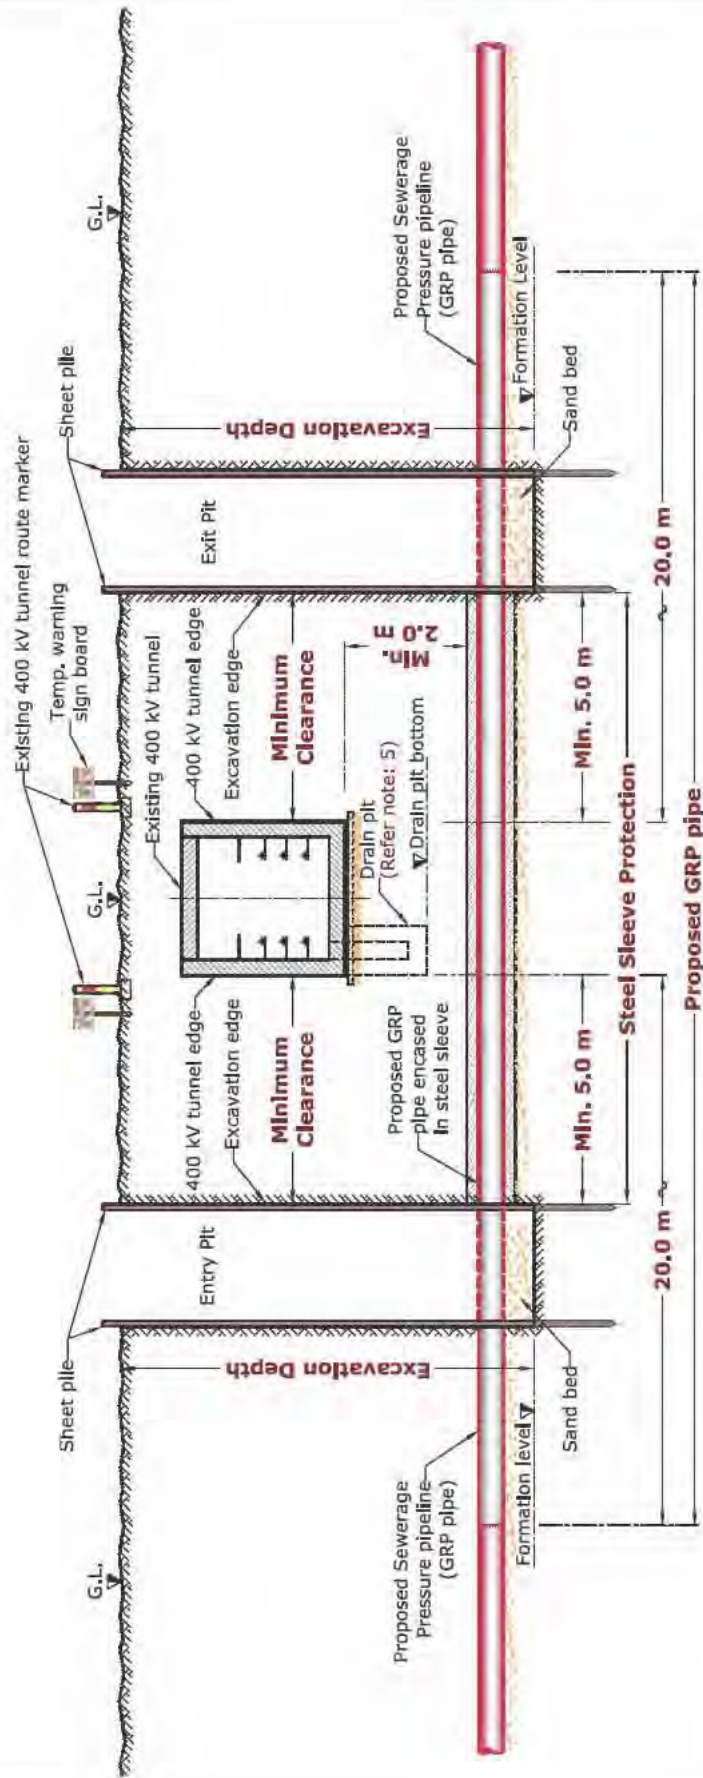 Existing 400 kV tunnel route marker
Temp. warning
sign board
Sheet pile
Sheet pile
G.L.
G.L.
G.L.
Entry Pit
400 kV tunnel edge
Excavation edge
Minimum
Clearance
Existing 400 kV tunnel
400 kV tunnel edge
Excavation edge
Minimum
Clearance
Exit Pit
Excavation Depth
Excavation Depth
Min.
2.0 m
Drain pit
(Refer note: 5)
Drain pit bottom
Proposed Sewerage
Pressure pipeline
(GRP pipe)
Proposed GRP
pipe encased
in steel sleeve
Proposed Sewerage
Pressure pipeline
(GRP pipe)
Formation level
Sand bed
Sand bed
Formation Level
Min. 5.0 m
Min. 5.0 m
Steel Sleeve Protection
20.0 m
20.0 m
Proposed GRP pipe